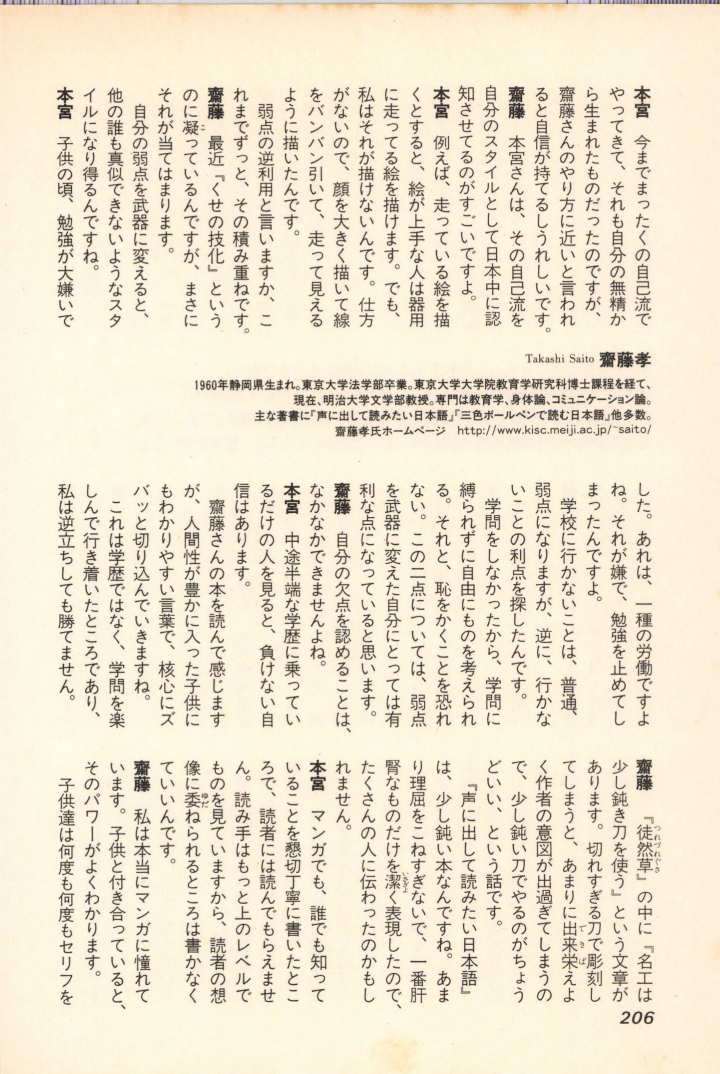 本宮　今までまったくの自己流で
やってきて、それも自分の無精か
ら生まれたものだったのですが、
齋藤さんのやり方に近いと言われ
ると自信が持てるしうれしいです。
齋藤　本宮さんは、その自己流を
自分のスタイルとして日本中に認
知させてるのがすごいですよ。
本宮　例えば、走っている絵を描
くとすると、絵が上手な人は器用
に走ってる絵を描けます。でも、
私はそれが描けないんです。仕方
がないので、顔を大きく描いて線
をバンバン引いて、走って見える
ように描いたんです。
　弱点の逆利用と言いますか、こ
れまでずっと、その積み重ねです。
齋藤　最近『くせの技化』という
のに凝こっているんですが、まさに
それが当てはまります。
　自分の弱点を武器に変えると、
他の誰も真似できないようなスタ
イルになり得るんですね。
本宮　子供の頃、勉強が大嫌いで
Takashi Saito 齋藤孝
1960年静岡県生まれ。東京大学法学部卒業。東京大学大学院教育学研究科博士課程を経て、
現在、明治大学文学部教授。専門は教育学、身体論、コミュニケーション論。
主な著書に『声に出して読みたい日本語』『三色ボールペンで読む日本語』他多数。
齋藤孝氏ホームページ　http://www.kisc.meiji.ac.jp/~saito/
した。あれは、一種の労働ですよ
ね。それが嫌で、勉強を止めてし
まったんですよ。
　学校に行かないことは、普通、
弱点になりますが、逆に、行かな
いことの利点を探したんです。
　学問をしなかったから、学問に
縛られずに自由にものを考えられ
る。それと、恥をかくことを恐れ
ない。この二点については、弱点
を武器に変えた自分にとっては有
利な点になっていると思います。
齋藤　自分の欠点を認めることは、
なかなかできませんよね。
本宮　中途半端な学歴に乗ってい
るだけの人を見ると、負けない自
信はあります。
　齋藤さんの本を読んで感じます
が、人間性が豊かに入った子供に
もわかりやすい言葉で、核心にズ
バッと切り込んでいきますね。
　これは学歴ではなく、学問を楽
しんで行き着いたところであり、
私は逆立ちしても勝てません。
齋藤　『徒然草つれづれぐさ』の中に『名工は
少し鈍き刀を使う』という文章が
あります。切れすぎる刀で彫刻し
てしまうと、あまりに出来栄できばえよ
く作者の意図が出過ぎてしまうの
で、少し鈍い刀でやるのがちょう
どいい、という話です。
　『声に出して読みたい日本語』
は、少し鈍い本なんですね。あま
り理屈をこねすぎないで、一番肝
腎なものだけを潔いさぎよく表現したので、
たくさんの人に伝わったのかもし
れません。
本宮　マンガでも、誰でも知って
いることを懇切丁寧に書いたとこ
ろで、読者には読んでもらえませ
ん。読み手はもっと上のレベルで
ものを見ていますから、読者の想
像に委ゆだねられるところは書かなく
ていいんです。
齋藤　私は本当にマンガに憧れて
います。子供と付き合っていると、
そのパワーがよくわかります。
　子供達は何度も何度もセリフを
206